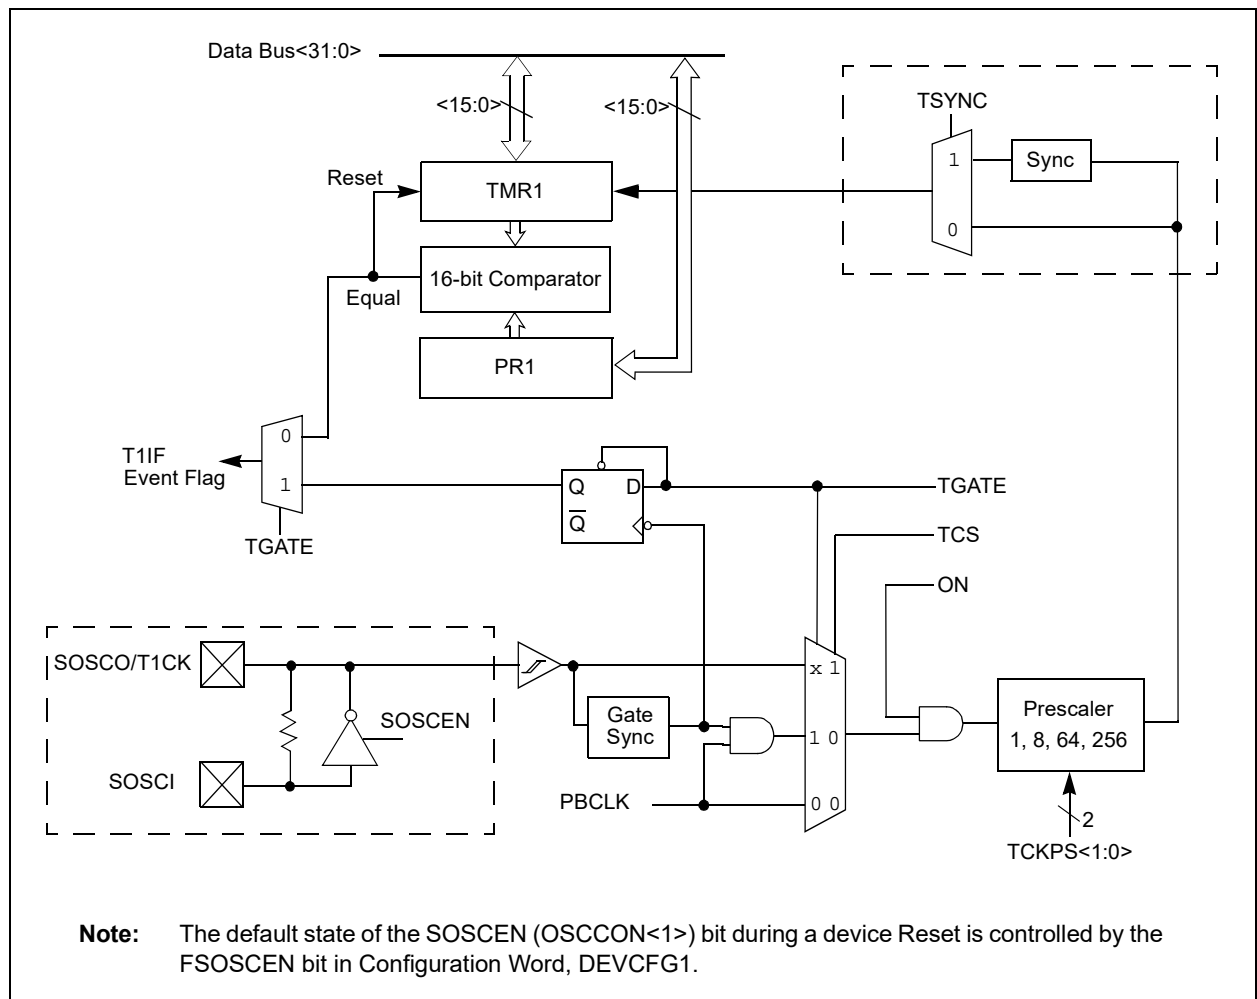 Data Bus<31:0>
<15:0>
<15:0>
TSYNC
Reset
TMR1
1
Sync
0
16-bit Comparator
Equal
PR1
T1IF
Event Flag
0
1
TGATE
Q
D
Q
TGATE
TCS
ON
SOSCO/T1CK
SOSCEN
SOSCI
Gate
Sync
PBCLK
x 1
1 0
0 0
Prescaler
1, 8, 64, 256
2
TCKPS<1:0>
Note: The default state of the SOSCEN (OSCCON<1>) bit during a device Reset is controlled by the
FSOSCEN bit in Configuration Word, DEVCFG1.